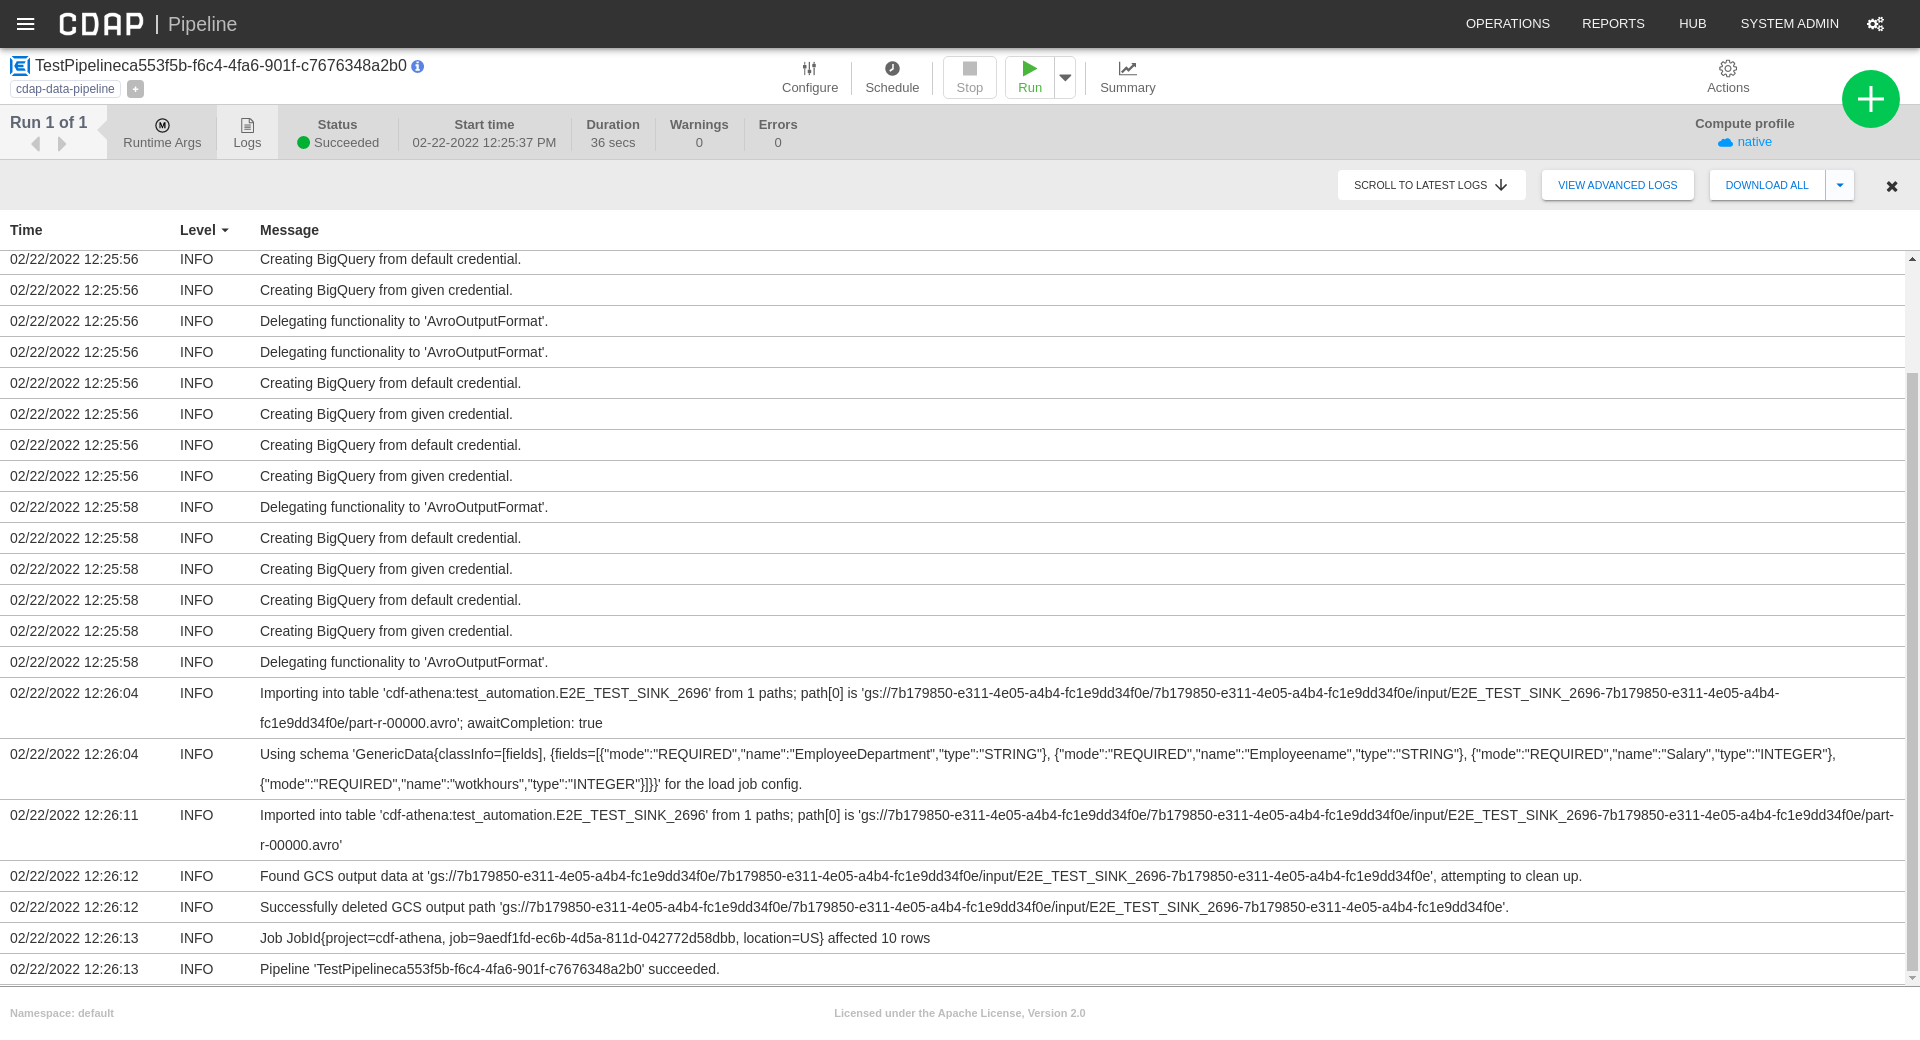 CDAP | Pipeline OPERATIONS REPORTS HUB SYSTEM ADMIN
TestPipelineca553f5b-f6c4-4fa6-901f-c7676348a2b0
cdap-data-pipeline +
Configure Schedule Stop Run Summary Actions
Run 1 of 1
Runtime Args Logs
Status Start time Duration Warnings Errors Compute profile
Succeeded 02-22-2022 12:25:37 PM 36 secs 0 0 native
SCROLL TO LATEST LOGS VIEW ADVANCED LOGS DOWNLOAD ALL
Time Level Message
02/22/2022 12:25:56 INFO Creating BigQuery from default credential.
02/22/2022 12:25:56 INFO Creating BigQuery from given credential.
02/22/2022 12:25:56 INFO Delegating functionality to 'AvroOutputFormat'.
02/22/2022 12:25:56 INFO Delegating functionality to 'AvroOutputFormat'.
02/22/2022 12:25:56 INFO Creating BigQuery from default credential.
02/22/2022 12:25:56 INFO Creating BigQuery from given credential.
02/22/2022 12:25:56 INFO Creating BigQuery from default credential.
02/22/2022 12:25:56 INFO Creating BigQuery from given credential.
02/22/2022 12:25:58 INFO Delegating functionality to 'AvroOutputFormat'.
02/22/2022 12:25:58 INFO Creating BigQuery from default credential.
02/22/2022 12:25:58 INFO Creating BigQuery from given credential.
02/22/2022 12:25:58 INFO Creating BigQuery from default credential.
02/22/2022 12:25:58 INFO Creating BigQuery from given credential.
02/22/2022 12:25:58 INFO Delegating functionality to 'AvroOutputFormat'.
02/22/2022 12:26:04 INFO Importing into table 'cdf-athena:test_automation.E2E_TEST_SINK_2696' from 1 paths; path[0] is 'gs://7b179850-e311-4e05-a4b4-fc1e9dd34f0e/7b179850-e311-4e05-a4b4-fc1e9dd34f0e/input/E2E_TEST_SINK_2696-7b179850-e311-4e05-a4b4-
fc1e9dd34f0e/part-r-00000.avro'; awaitCompletion: true
02/22/2022 12:26:04 INFO Using schema 'GenericData{classInfo=[fields], {fields=[{"mode":"REQUIRED","name":"EmployeeDepartment","type":"STRING"}, {"mode":"REQUIRED","name":"Employeename","type":"STRING"}, {"mode":"REQUIRED","name":"Salary","type":"INTEGER"},
{"mode":"REQUIRED","name":"wotkhours","type":"INTEGER"}]}}' for the load job config.
02/22/2022 12:26:11 INFO Imported into table 'cdf-athena:test_automation.E2E_TEST_SINK_2696' from 1 paths; path[0] is 'gs://7b179850-e311-4e05-a4b4-fc1e9dd34f0e/7b179850-e311-4e05-a4b4-fc1e9dd34f0e/input/E2E_TEST_SINK_2696-7b179850-e311-4e05-a4b4-fc1e9dd34f0e/part-
r-00000.avro'
02/22/2022 12:26:12 INFO Found GCS output data at 'gs://7b179850-e311-4e05-a4b4-fc1e9dd34f0e/7b179850-e311-4e05-a4b4-fc1e9dd34f0e/input/E2E_TEST_SINK_2696-7b179850-e311-4e05-a4b4-fc1e9dd34f0e', attempting to clean up.
02/22/2022 12:26:12 INFO Successfully deleted GCS output path 'gs://7b179850-e311-4e05-a4b4-fc1e9dd34f0e/7b179850-e311-4e05-a4b4-fc1e9dd34f0e/input/E2E_TEST_SINK_2696-7b179850-e311-4e05-a4b4-fc1e9dd34f0e'.
02/22/2022 12:26:13 INFO Job JobId{project=cdf-athena, job=9aedf1fd-ec6b-4d5a-811d-042772d58dbb, location=US} affected 10 rows
02/22/2022 12:26:13 INFO Pipeline 'TestPipelineca553f5b-f6c4-4fa6-901f-c7676348a2b0' succeeded.
Namespace: default Licensed under the Apache License, Version 2.0